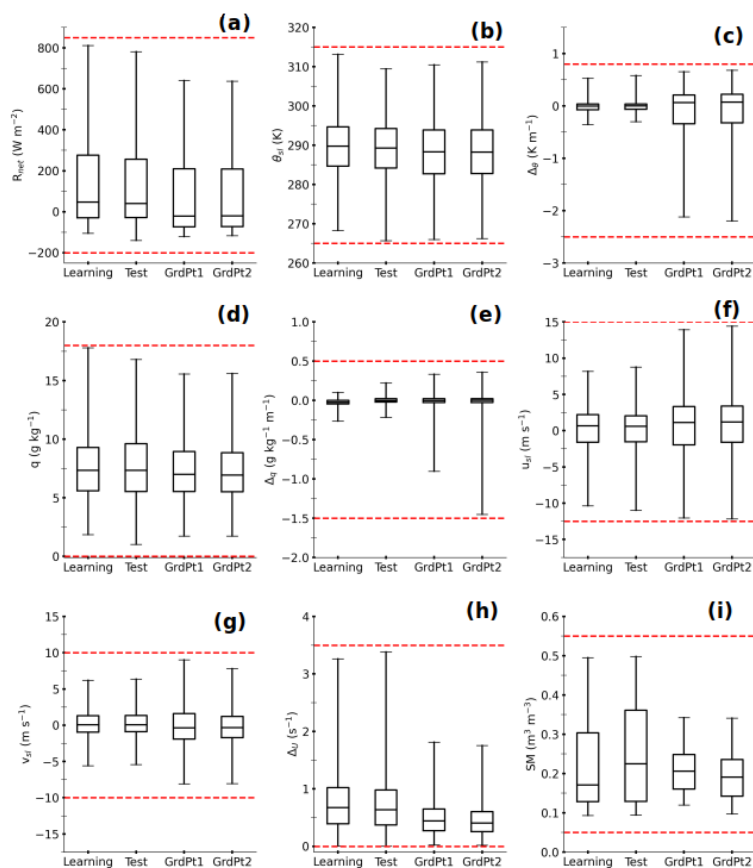 (a)
800
600
400
200
0
−200
R_net (W m⁻²)
Learning Test GrdPt1 GrdPt2
(b)
320
310
300
290
280
270
260
θ_sl (K)
Learning Test GrdPt1 GrdPt2
(c)
1
0
−1
−2
−3
Δ_θ (K m⁻¹)
Learning Test GrdPt1 GrdPt2
(d)
20
15
10
5
0
q (g kg⁻¹)
Learning Test GrdPt1 GrdPt2
(e)
1.0
0.5
0.0
−0.5
−1.0
−1.5
−2.0
Δ_q (g kg⁻¹ m⁻¹)
Learning Test GrdPt1 GrdPt2
(f)
15
10
5
0
−5
−10
−15
u_sl (m s⁻¹)
Learning Test GrdPt1 GrdPt2
(g)
15
10
5
0
−5
−10
−15
v_sl (m s⁻¹)
Learning Test GrdPt1 GrdPt2
(h)
4
3
2
1
0
Δ_U (s⁻¹)
Learning Test GrdPt1 GrdPt2
(i)
0.6
0.5
0.4
0.3
0.2
0.1
0.0
SM (m³ m⁻³)
Learning Test GrdPt1 GrdPt2